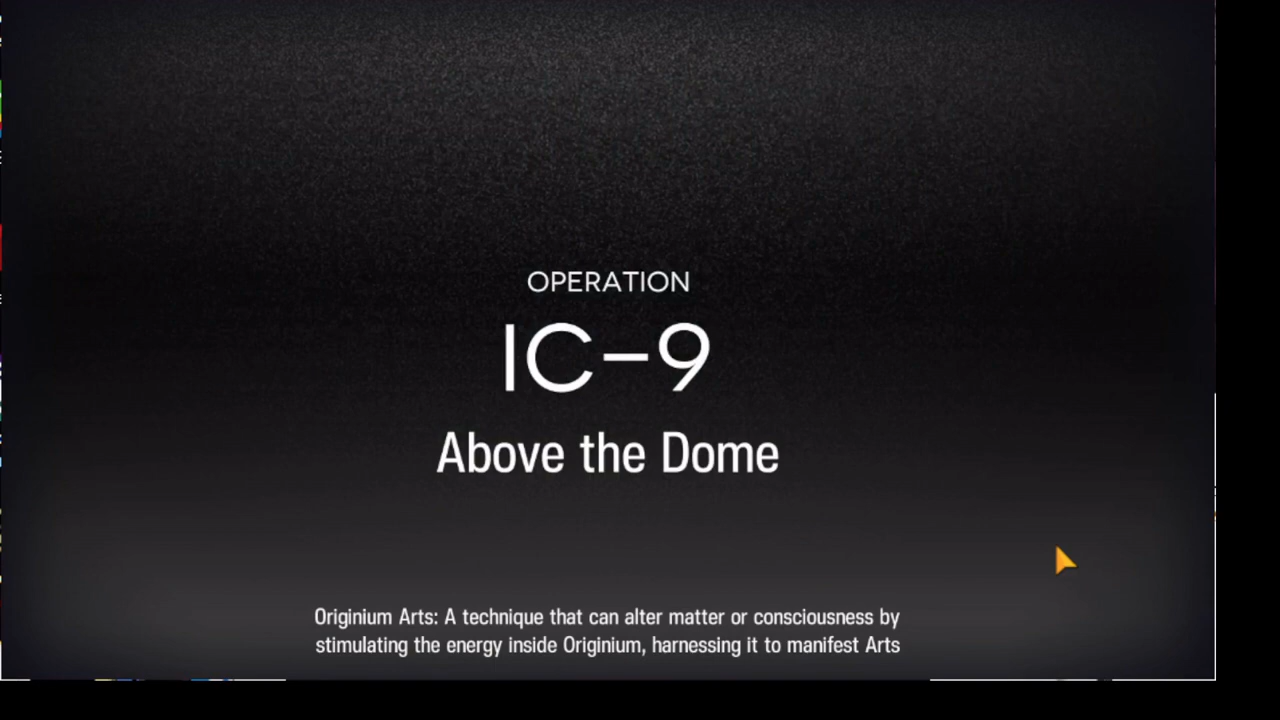 OPERATION
IC-9
Above the Dome
Originium Arts: A technique that can alter matter or consciousness by
stimulating the energy inside Originium, harnessing it to manifest Arts